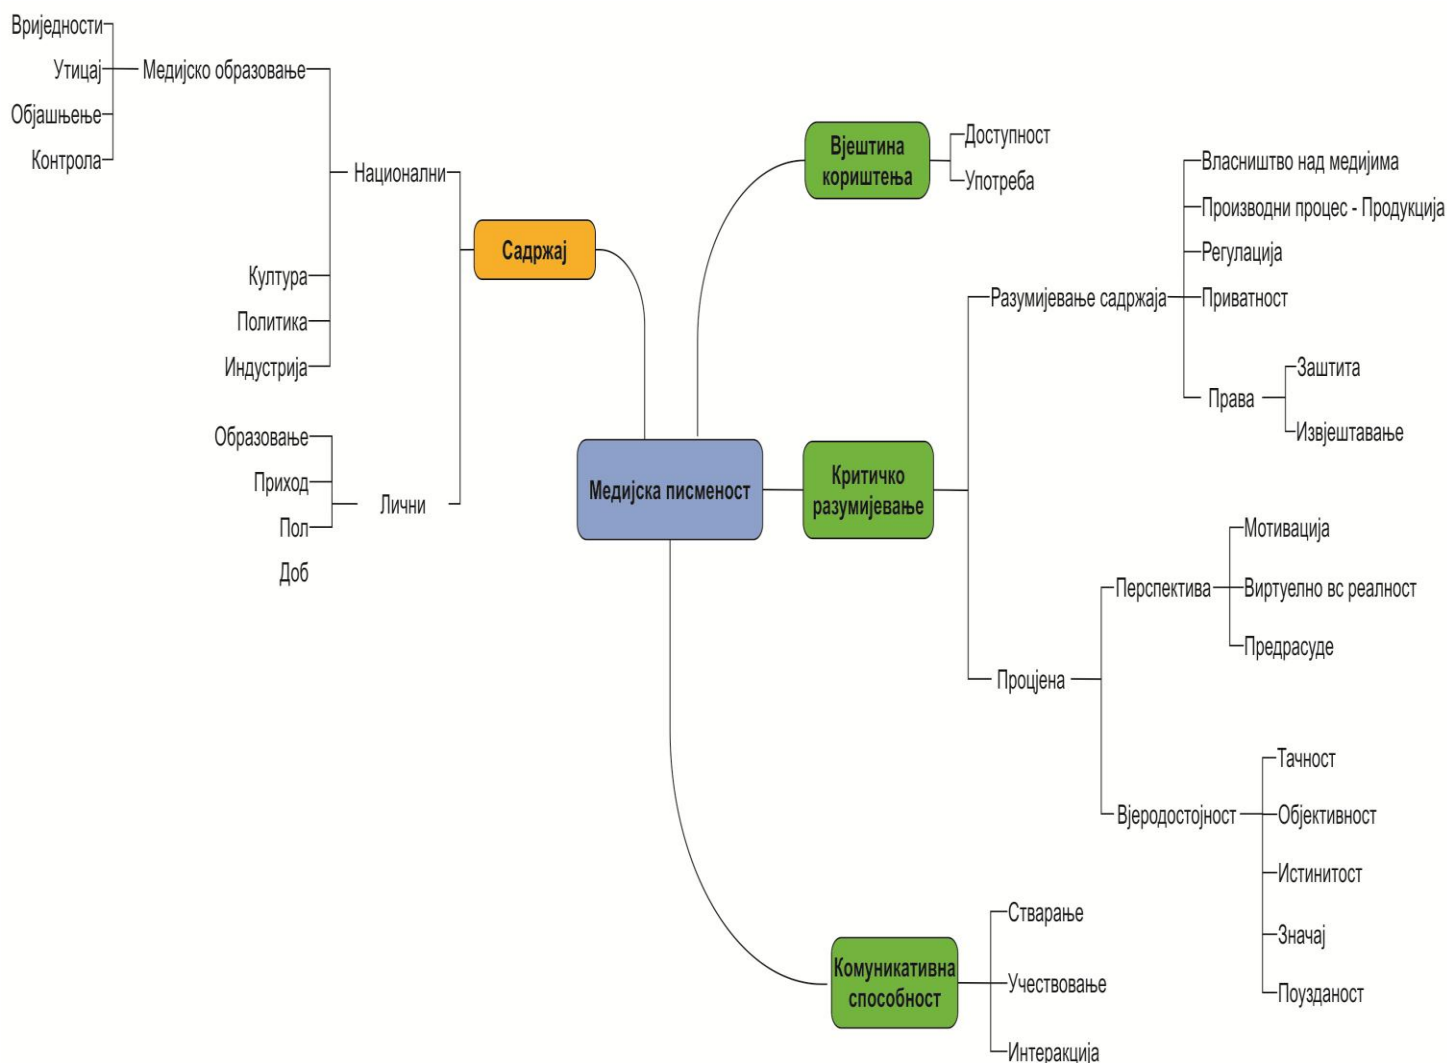 Вриједности
Утицај
Објашњење
Контрола
Медијско образовање
Национални
Култура
Политика
Индустрија
Образовање
Приход
Пол
Доб
Лични
Садржај
Медијска писменост
Вјештина
кориштења
Доступност
Употреба
Критичко
разумијевање
Разумијевање садржаја
Власништво над медијима
Производни процес - Продукција
Регулација
Приватност
Права
Заштита
Извјештавање
Процјена
Перспектива
Мотивација
Виртуелно вс реалност
Предрасуде
Вјеродостојност
Тачност
Објективност
Истинитост
Значај
Поузданост
Комуникативна
способност
Стварање
Учествовање
Интеракција